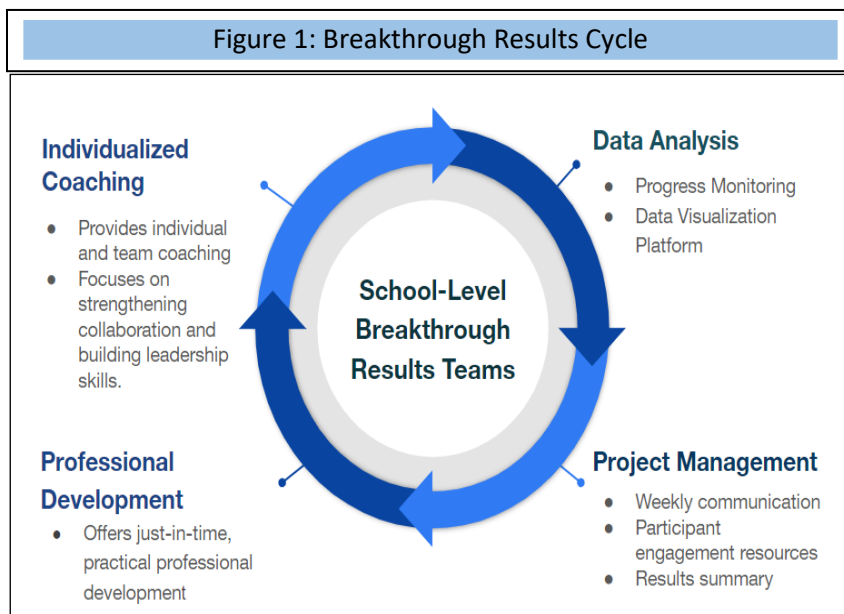 Figure 1: Breakthrough Results Cycle
Individualized
Coaching
● Provides individual
and team coaching
● Focuses on
strengthening
collaboration and
building leadership
skills.
Data Analysis
● Progress Monitoring
● Data Visualization
Platform
School-Level
Breakthrough
Results Teams
Professional
Development
● Offers just-in-time,
practical professional
development
Project Management
● Weekly communication
● Participant
engagement resources
● Results summary